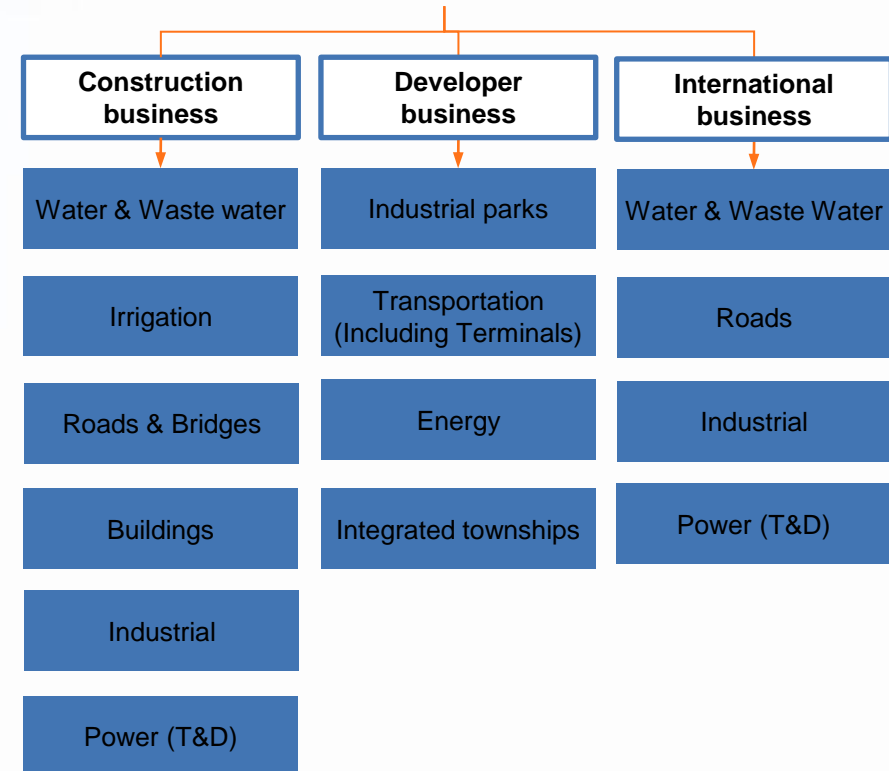 Construction
business
Developer
business
International
business
Water & Waste water
Industrial parks
Water & Waste Water
Irrigation
Transportation
(Including Terminals)
Roads
Roads & Bridges
Energy
Industrial
Buildings
Integrated townships
Power (T&D)
Industrial
Power (T&D)